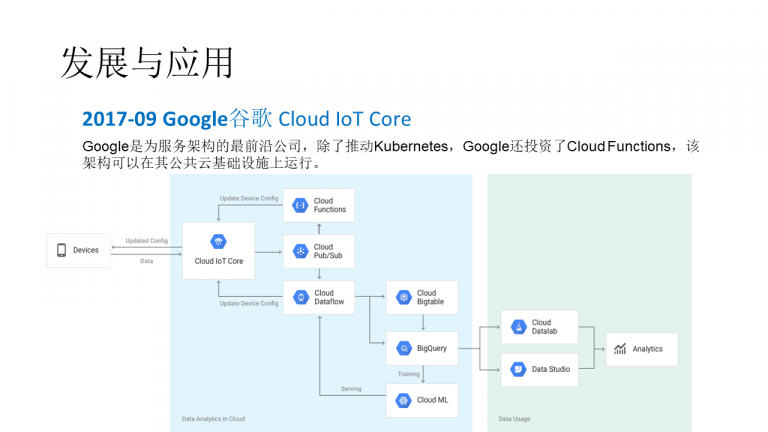 发展与应用
2017-09 Google谷歌 Cloud IoT Core
Google是为服务架构的最前沿公司，除了推动Kubernetes，Google还投资了Cloud Functions，该
架构可以在其公共云基础设施上运行。
Update Device Config
Cloud
Functions
Devices
Updated Config
Data
Cloud IoT Core
Cloud
Pub/Sub
Update Device Config
Cloud
Dataflow
Cloud
Bigtable
BigQuery
Training
Serving
Cloud ML
Cloud
Datalab
Data Studio
Analytics
Data Analytics in Cloud
Data Usage